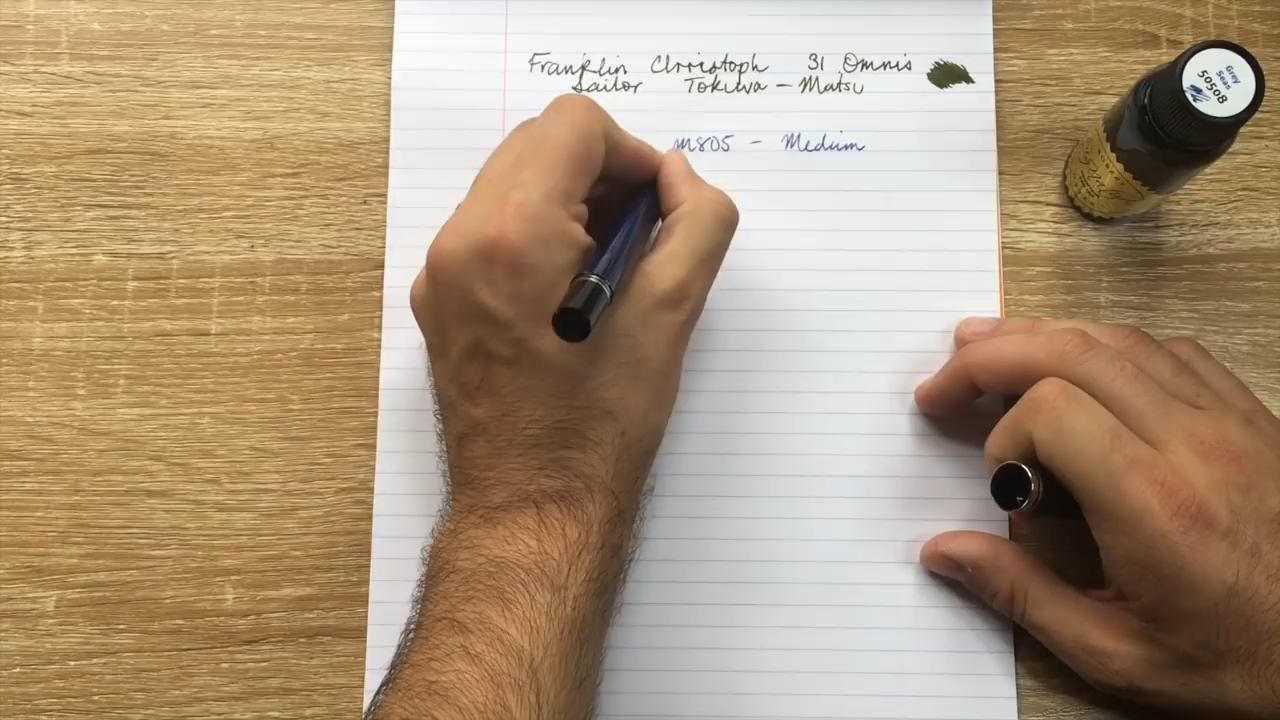 Franklin Christoph 31 Omnis
Sailor Tokiwa - Matsu
M805 - Medium
Grey
Seas
50508